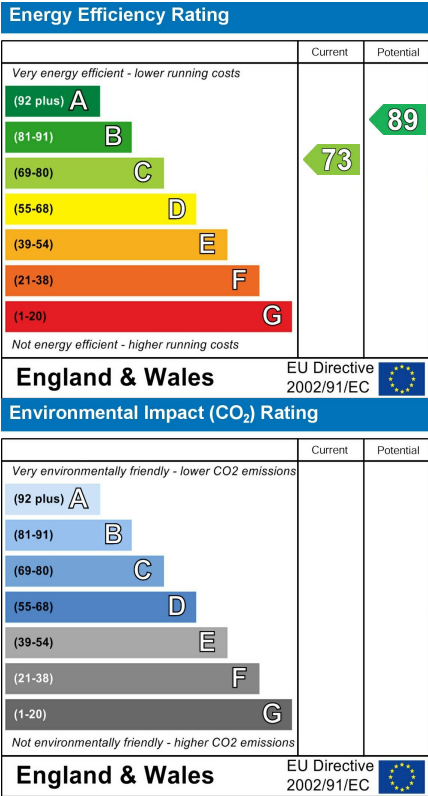 Energy Efficiency Rating
Current Potential
Very energy efficient - lower running costs
(92 plus) A
(81-91) B
(69-80) C
(55-68) D
(39-54) E
(21-38) F
(1-20) G
73
89
Not energy efficient - higher running costs
England & Wales
EU Directive
2002/91/EC
Environmental Impact (CO₂) Rating
Current Potential
Very environmentally friendly - lower CO2 emissions
(92 plus) A
(81-91) B
(69-80) C
(55-68) D
(39-54) E
(21-38) F
(1-20) G
Not environmentally friendly - higher CO2 emissions
England & Wales
EU Directive
2002/91/EC